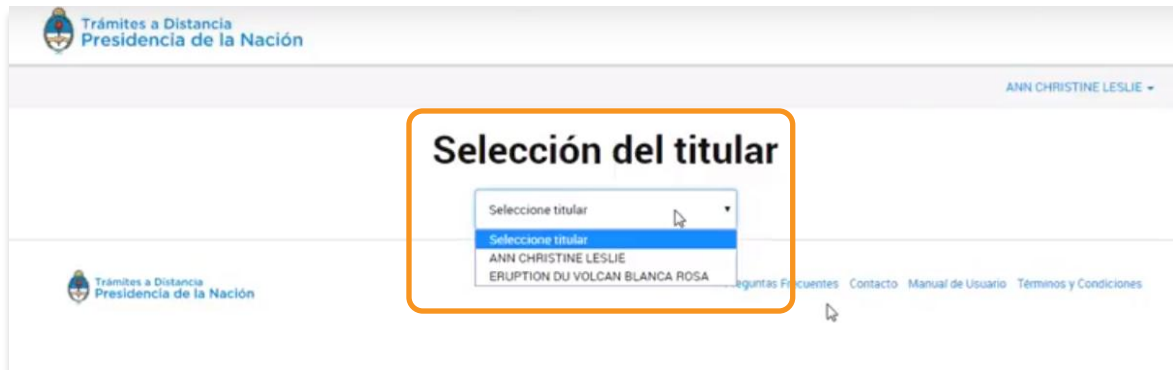 Trámites a Distancia
Presidencia de la Nación
ANN CHRISTINE LESLIE
Selección del titular
Seleccione titular
Seleccione titular
ANN CHRISTINE LESLIE
ERUPTION DU VOLCAN BLANCA ROSA
Trámites a Distancia
Presidencia de la Nación
Frecuentes Contacto Manual de Usuario Términos y Condiciones